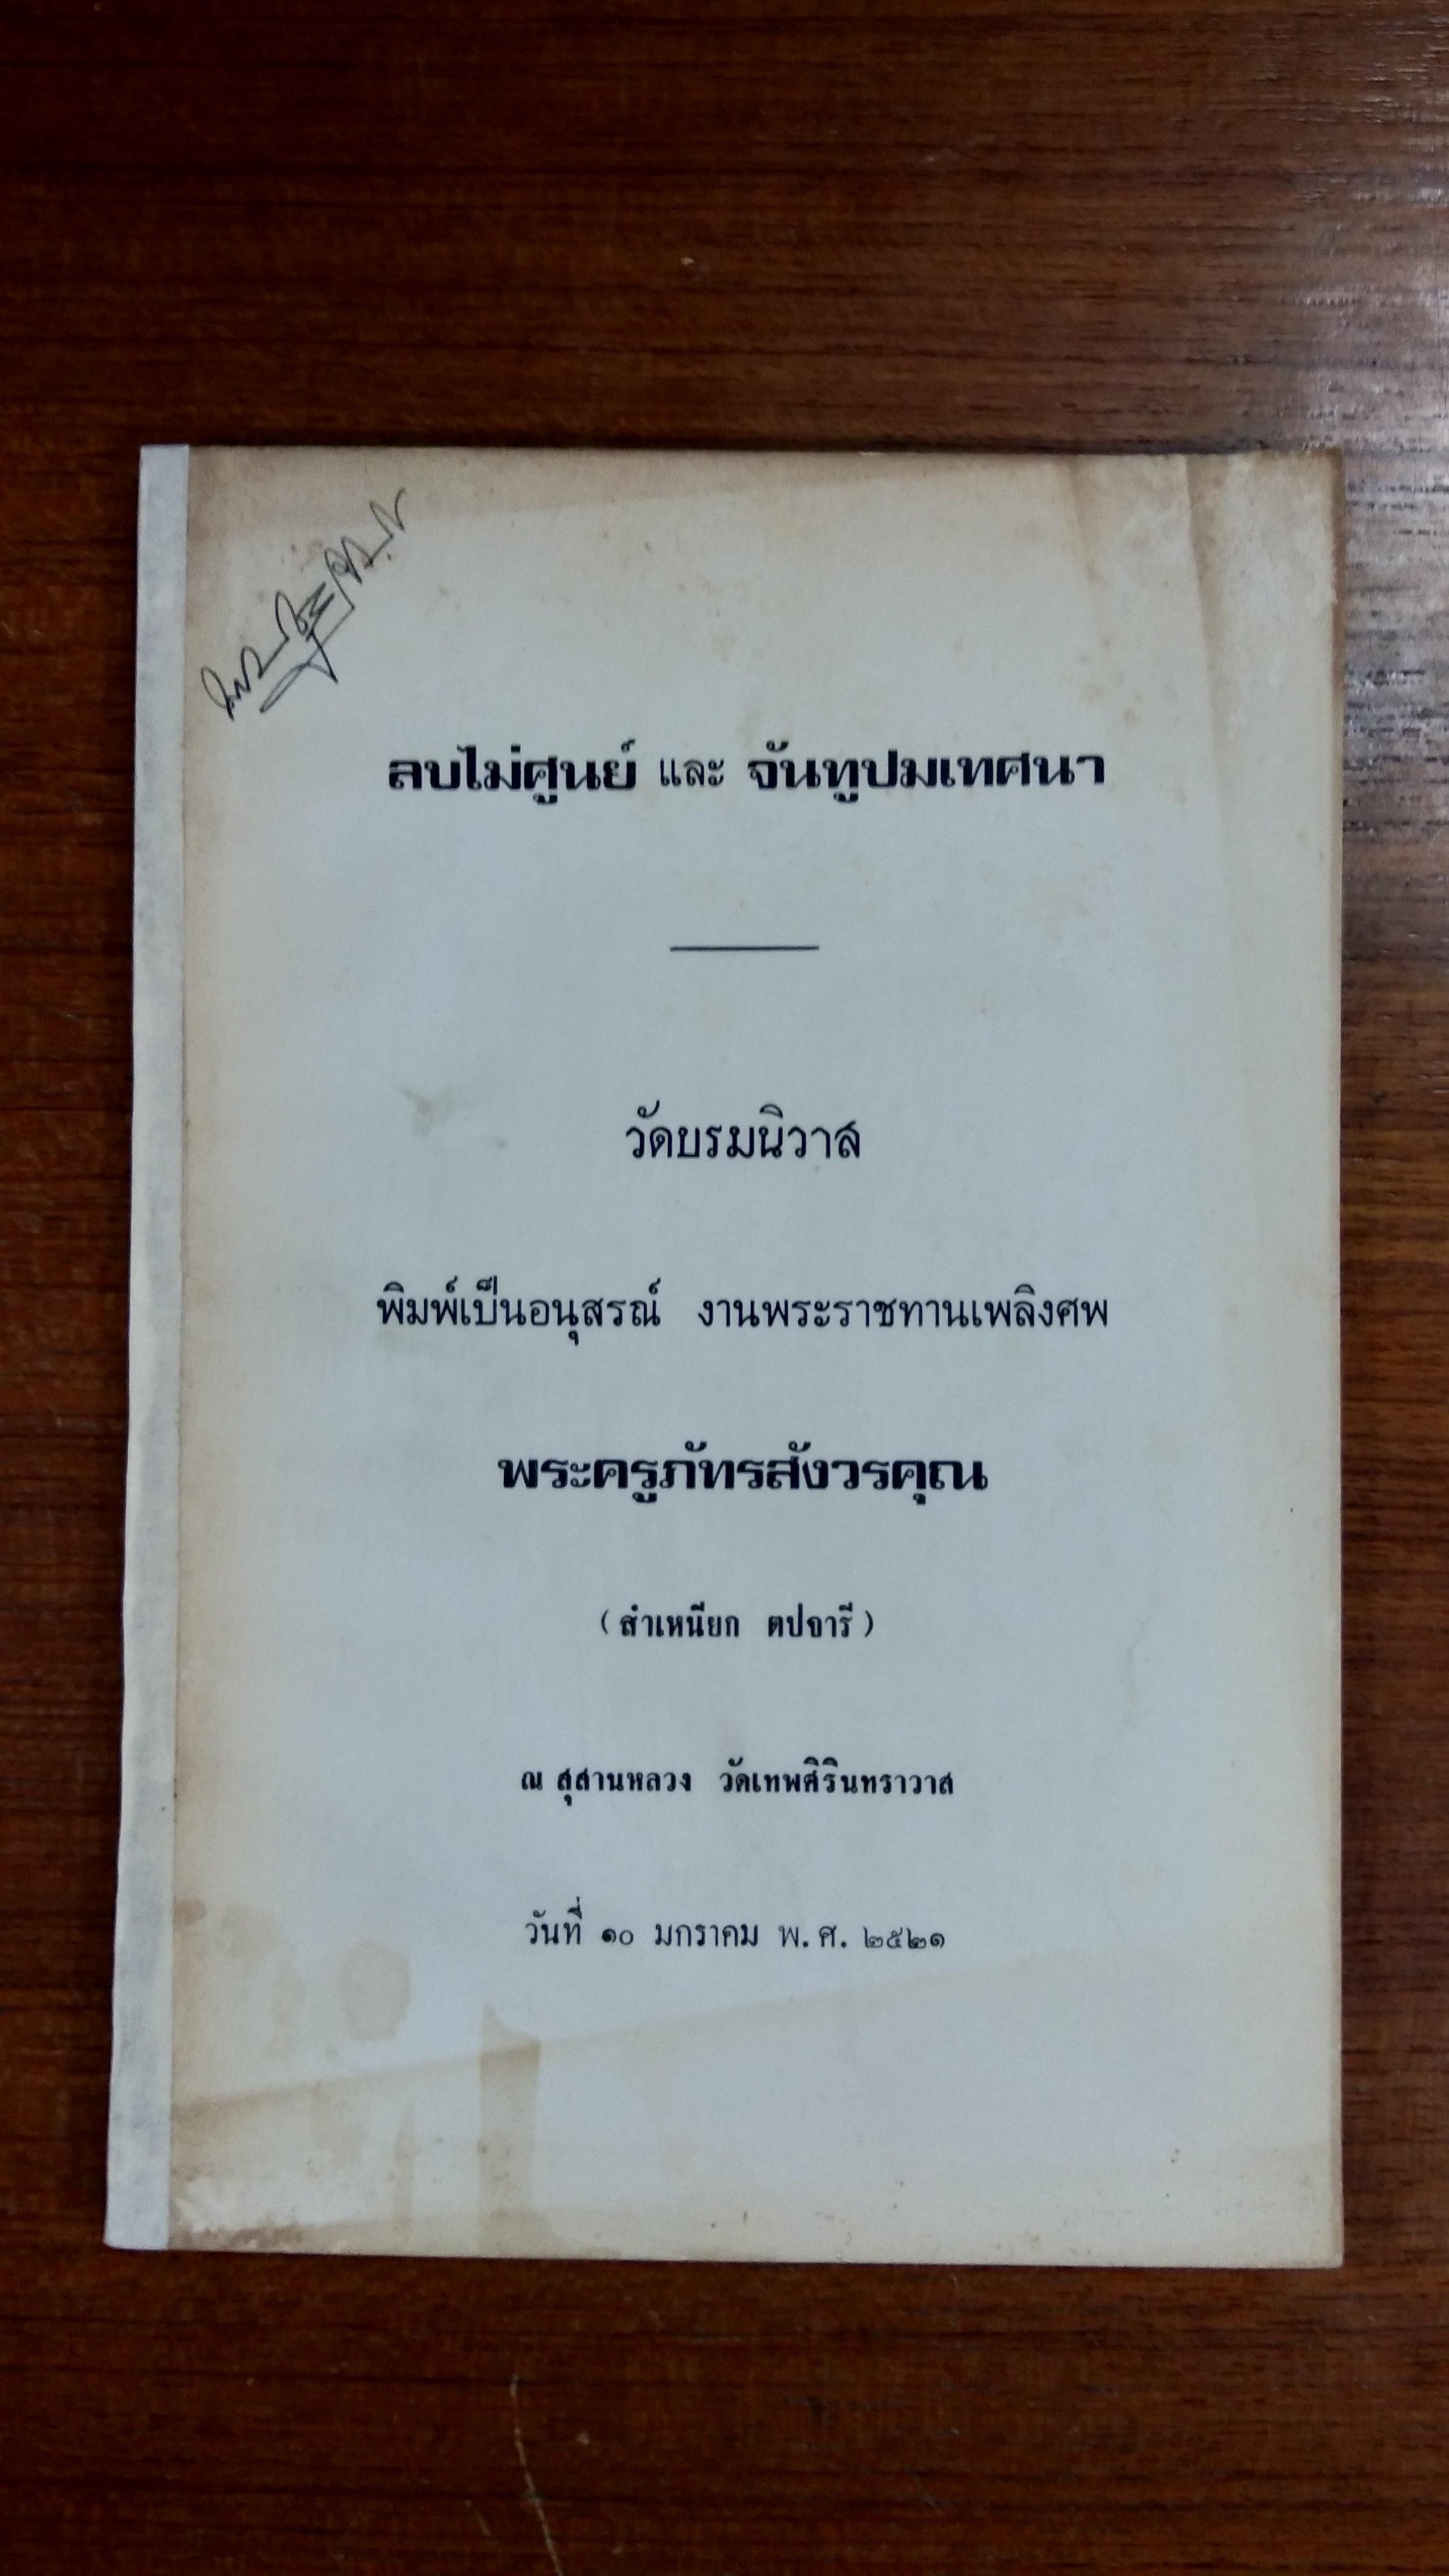 ลบไม่ศูนย์ และ จันทูปมเทศนา
วัดบรมนิวาส
พิมพ์เป็นอนุสรณ์ งานพระราชทานเพลิงศพ
พระครูภัทรสังวรคุณ
(สำเหนียก ตปจารี)
ณ สุสานหลวง วัดเทพศิรินทราวาส
วันที่ ๑๐ มกราคม พ.ศ. ๒๕๒๑